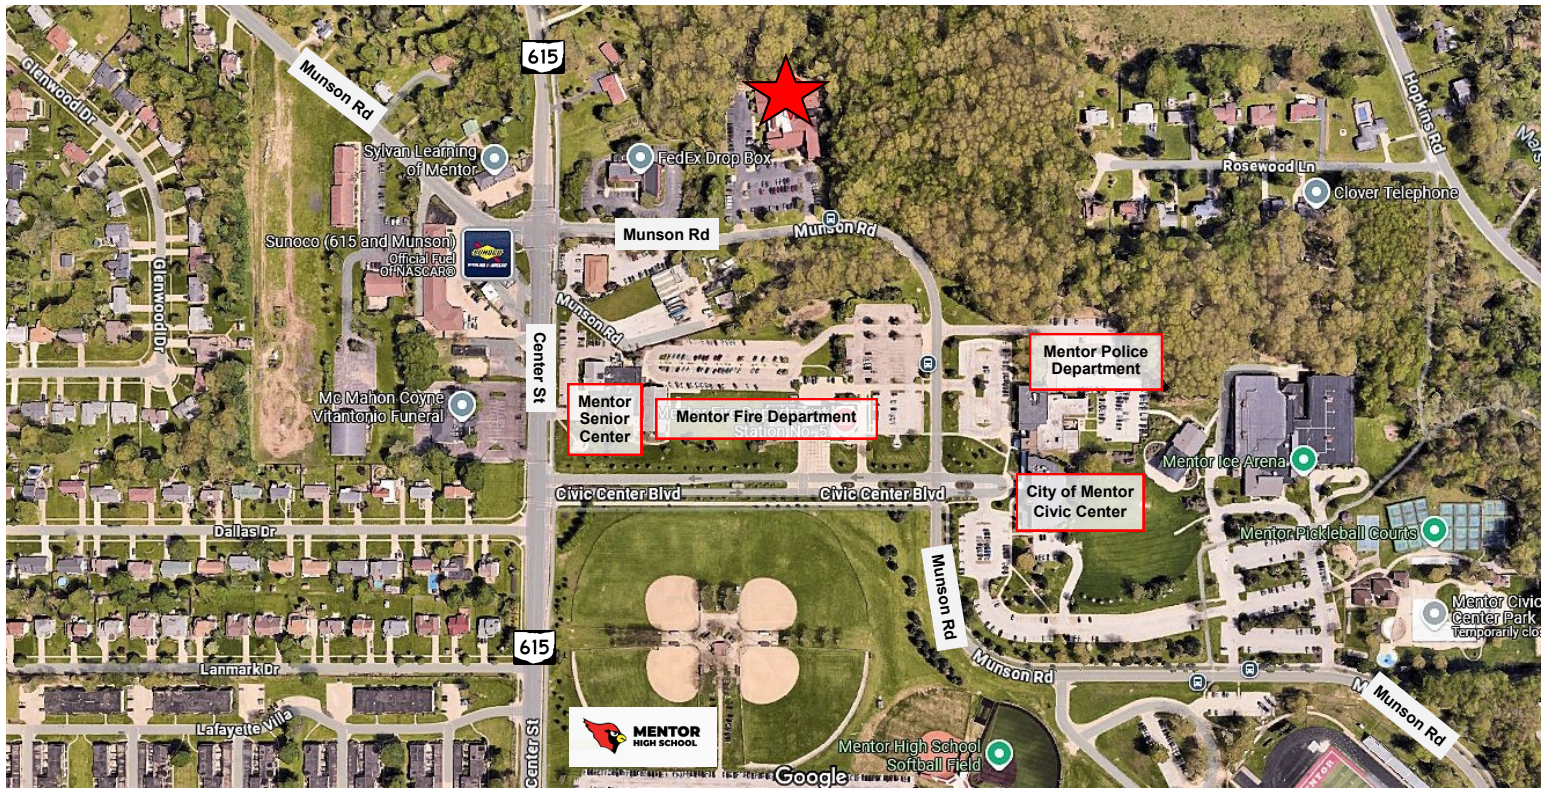 615
Glenwood Dr
Munson Rd
Hopkins Rd
Sylvan Learning
of Mentor
FedEx Drop Box
Rosewood Ln
Clover Telephone
Munson Rd
Munson Rd
Sunoco (615 and Munson)
Official Fuel
Of NASCAR®
SUNOCO
Glenwood Dr
Munson Rd
Center St
Mentor Police
Department
Mc Mahon Coyne
Vitantonio Funeral
Mentor
Senior
Center
Mentor Fire Department
Station No. 5
Mentor Ice Arena
Civic Center Blvd
Civic Center Blvd
City of Mentor
Civic Center
Dallas Dr
Mentor Pickleball Courts
Munson Rd
Mentor Civic
Center Park
Temporarily clo
615
Lanmark Dr
Munson Rd
Munson Rd
Lafayette Villa
Center St
MENTOR
HIGH SCHOOL
Mentor High School
Softball Field
Google
MENTOR